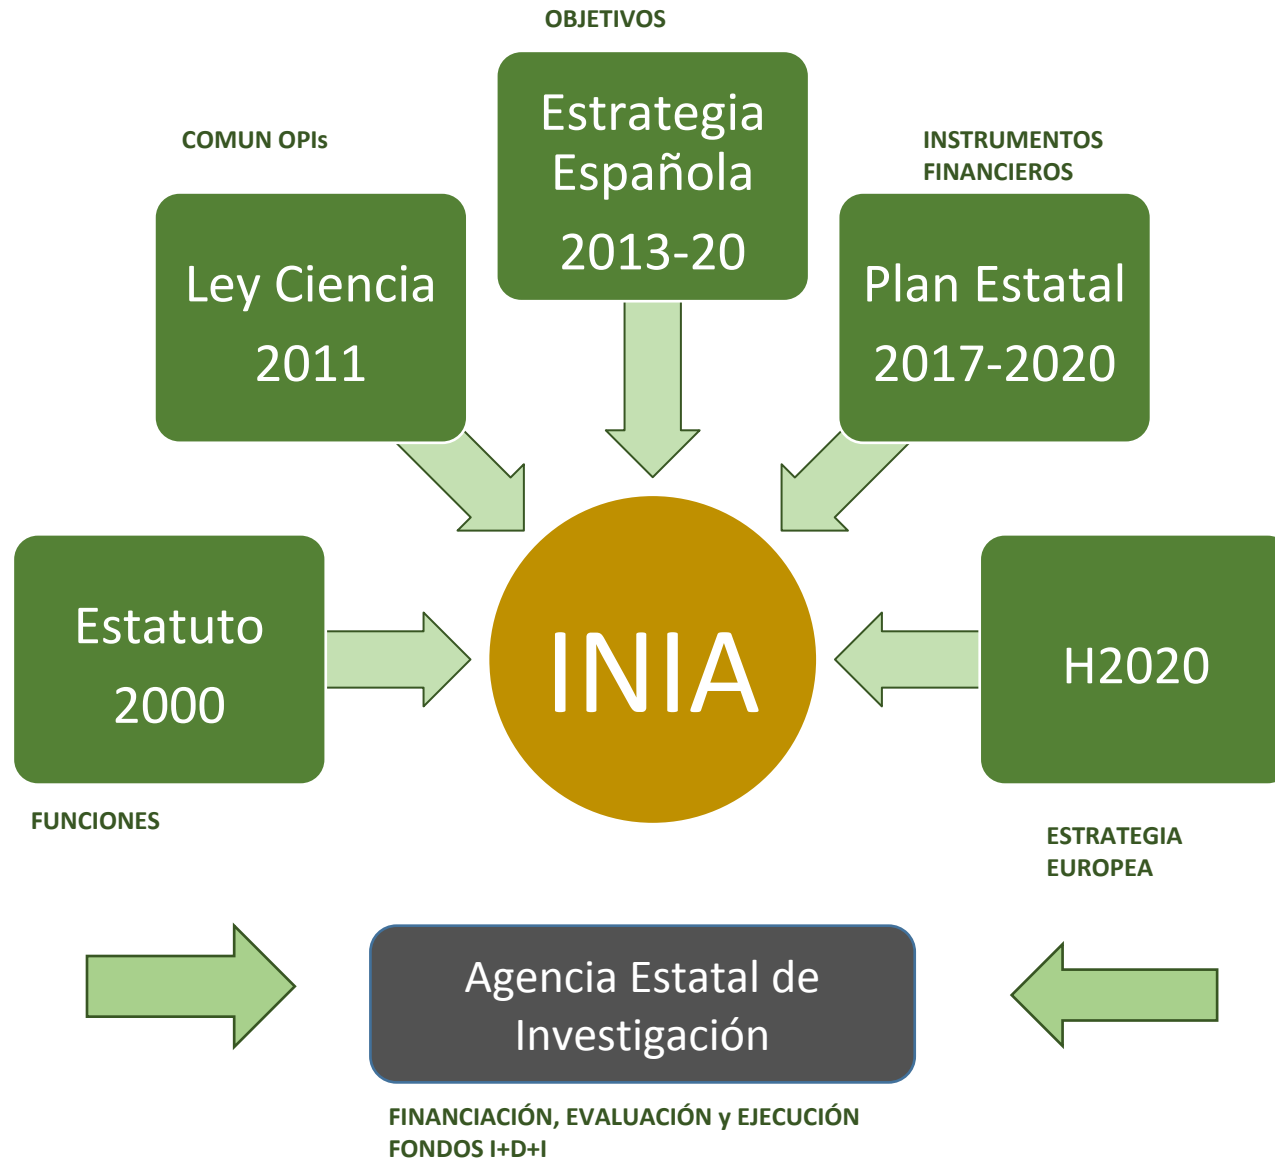 OBJETIVOS
Estrategia
Española
2013-20
COMUN OPIs
Ley Ciencia
2011
INSTRUMENTOS
FINANCIEROS
Plan Estatal
2017-2020
Estatuto
2000
FUNCIONES
INIA
H2020
ESTRATEGIA
EUROPEA
Agencia Estatal de
Investigación
FINANCIACIÓN, EVALUACIÓN y EJECUCIÓN
FONDOS I+D+I